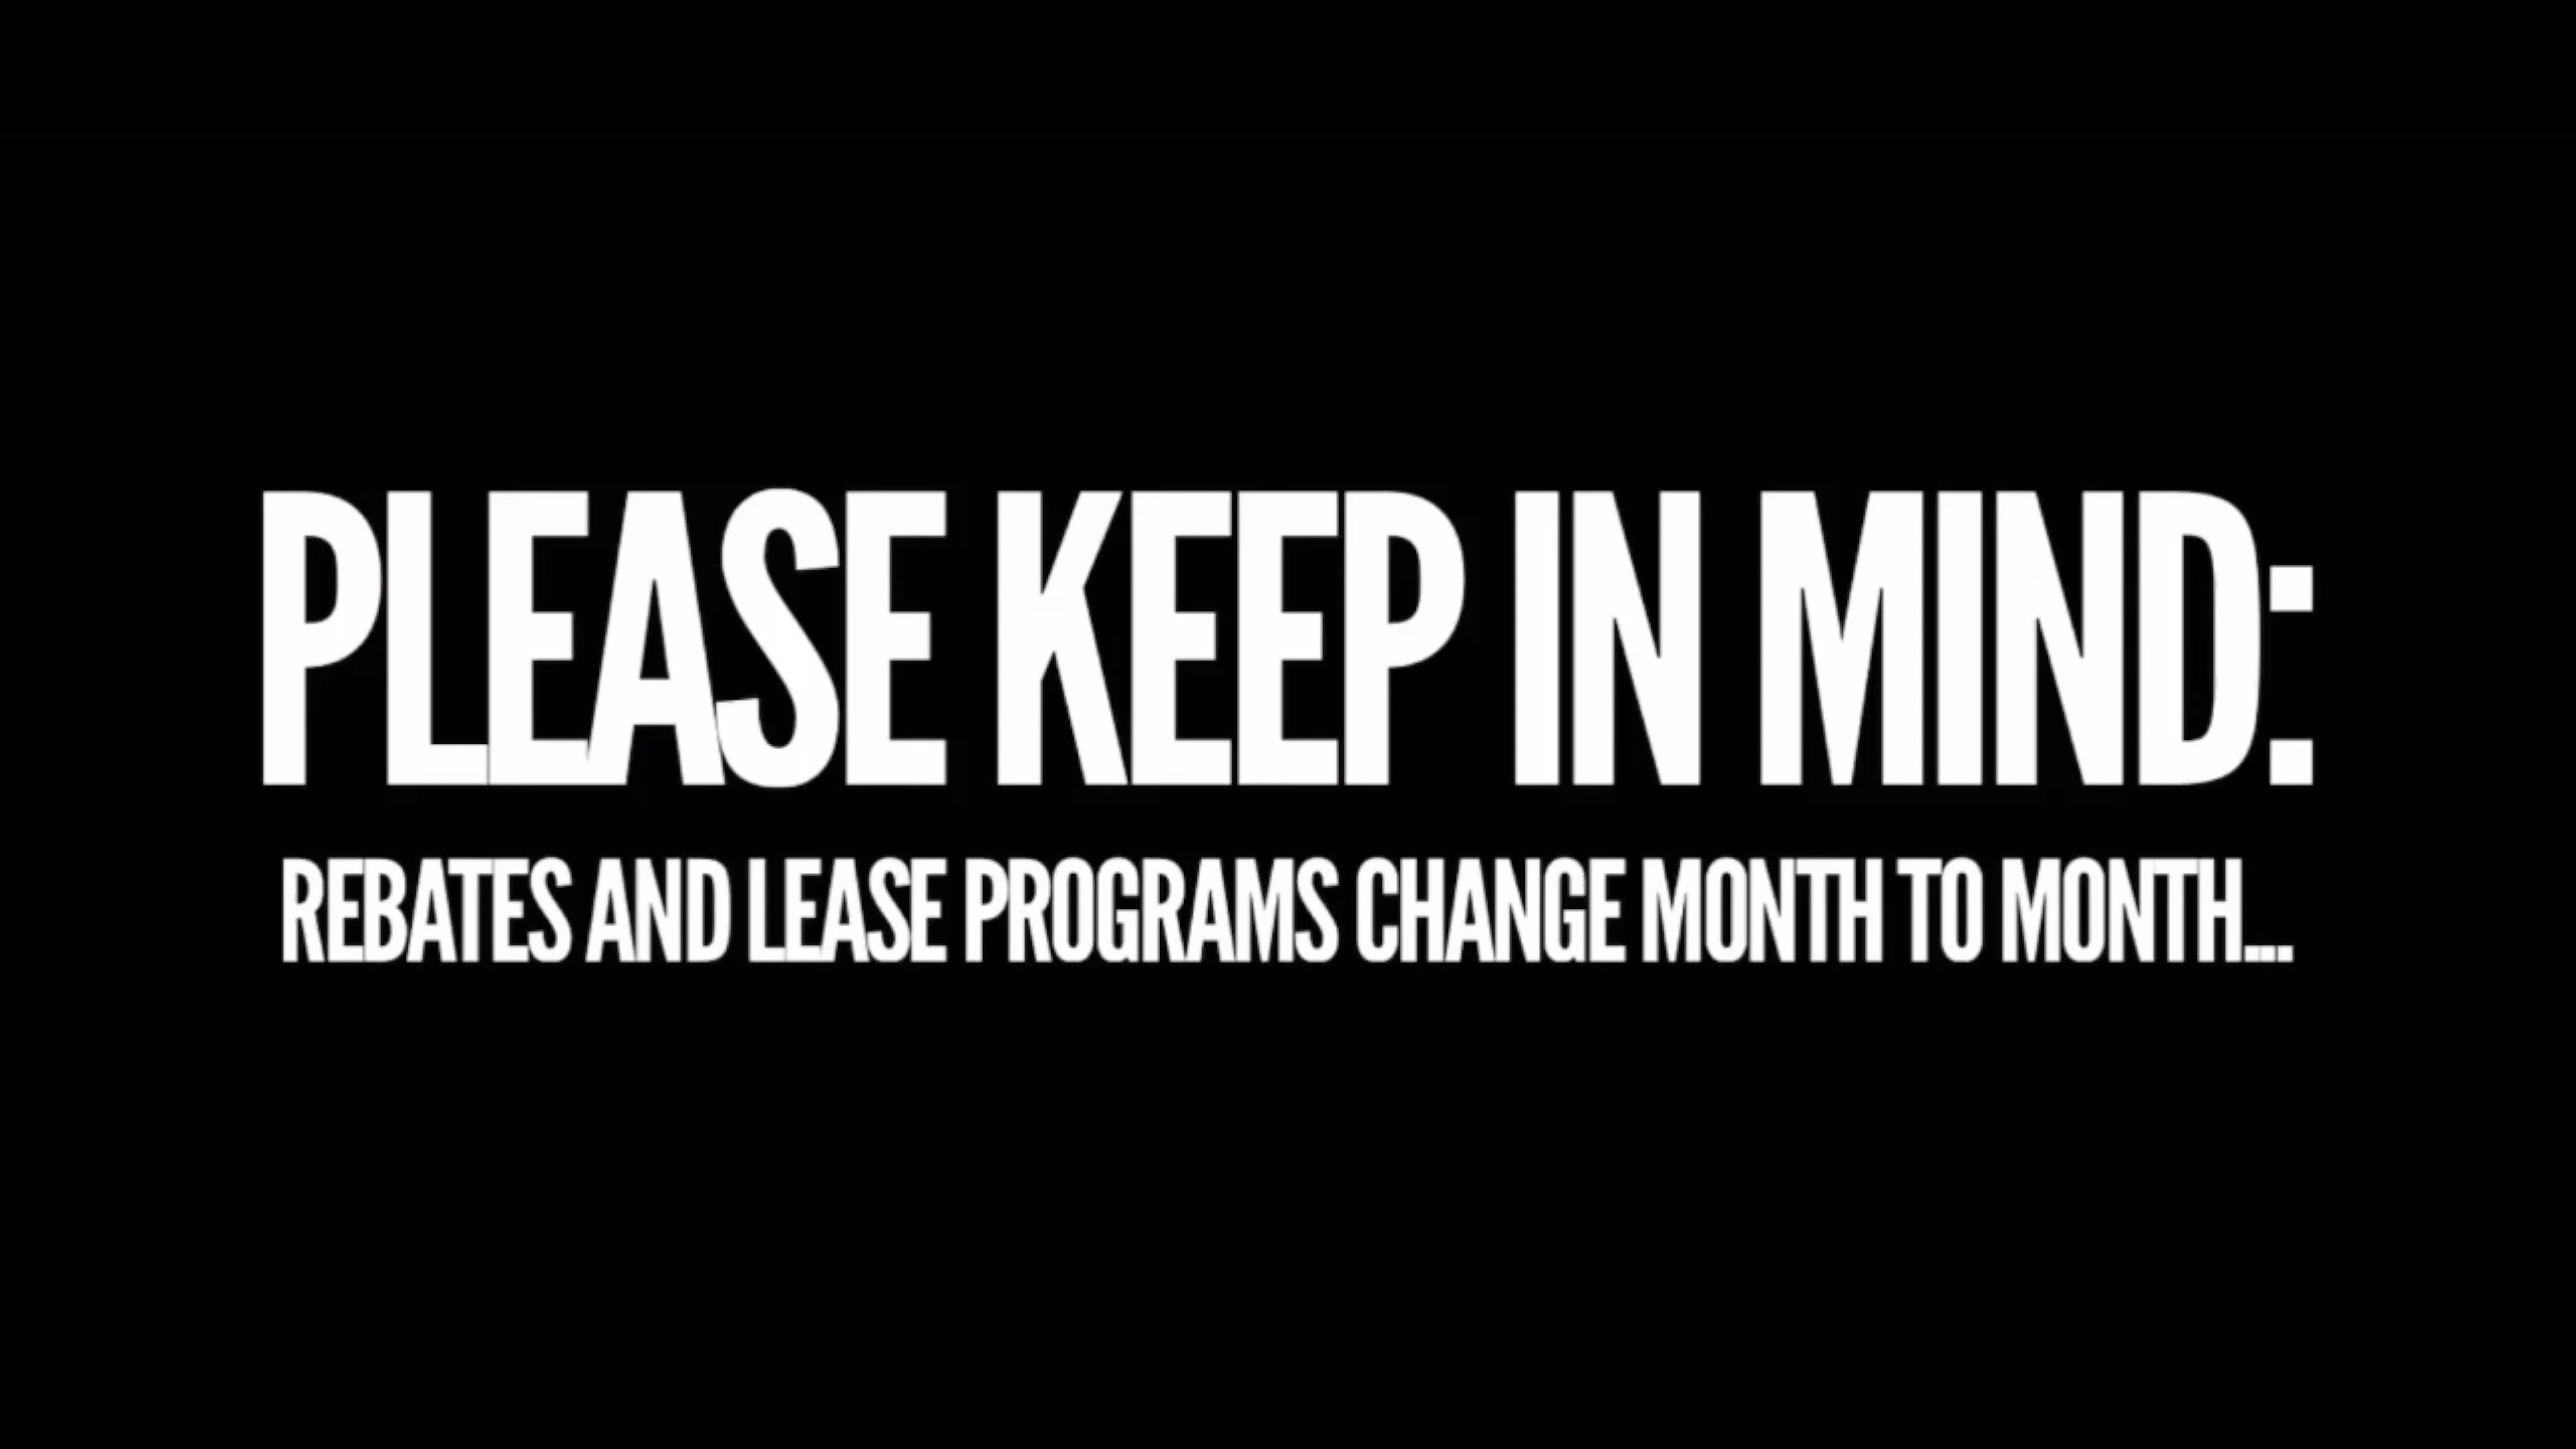 PLEASE KEEP IN MIND:
REBATES AND LEASE PROGRAMS CHANGE MONTH TO MONTH...